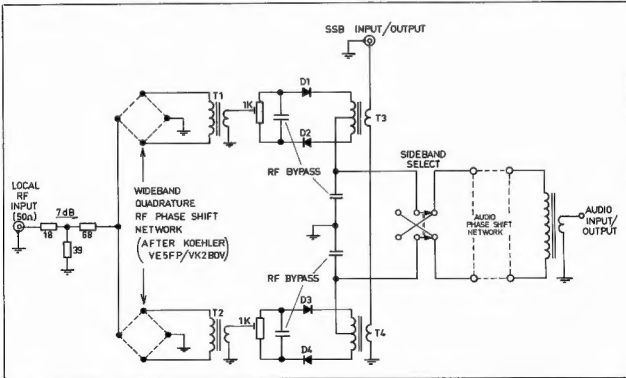 SSB INPUT/OUTPUT
T1
1K
D1
D2
T3
RF BYPASS
SIDEBAND
SELECT
LOCAL
RF
INPUT
(50Ω)
7dB
18
68
39
WIDEBAND
QUADRATURE
RF PHASE SHIFT
NETWORK
(AFTER KOEHLER)
VE5FP/VK2BOV
AUDIO
PHASE SHIFT
NETWORK
AUDIO
INPUT/
OUTPUT
RF BYPASS
T2
1K
D3
D4
T4